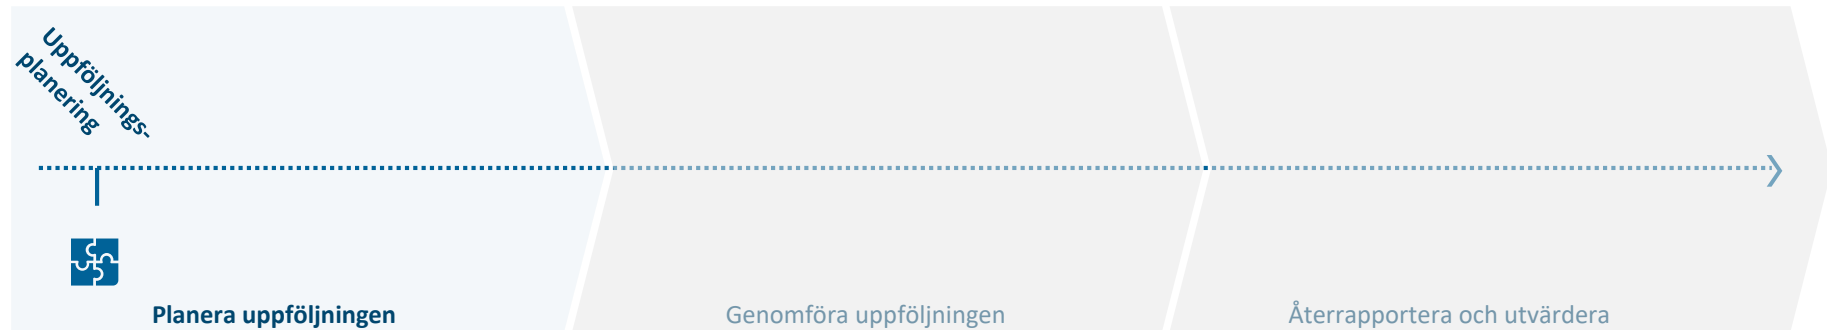 Uppföljnings-
planering
Planera uppföljningen
Genomföra uppföljningen
Återrapportera och utvärdera